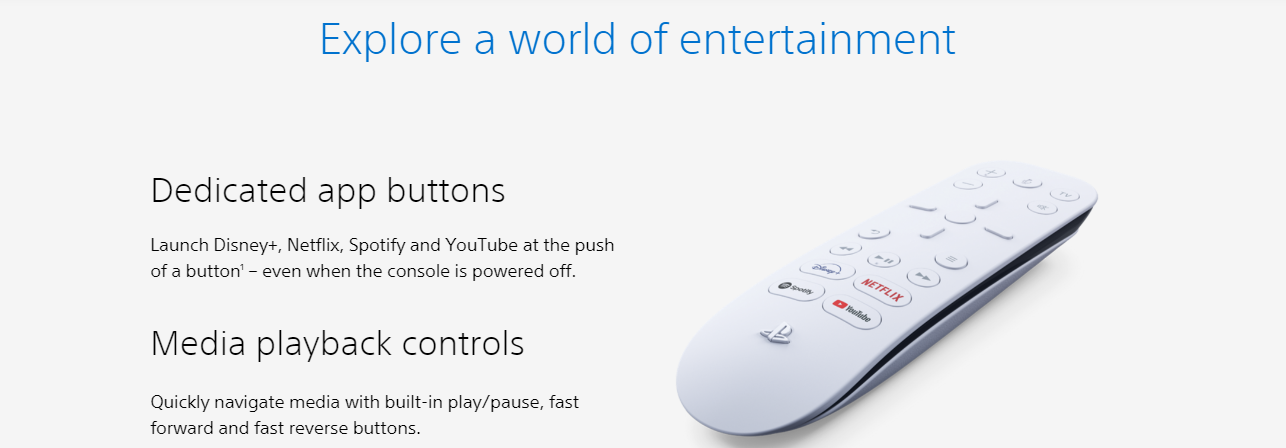 Explore a world of entertainment
Dedicated app buttons
Launch Disney+, Netflix, Spotify and YouTube at the push
of a button¹ – even when the console is powered off.
TV
Disney+
NETFLIX
Spotify
YouTube
Media playback controls
Quickly navigate media with built-in play/pause, fast
forward and fast reverse buttons.